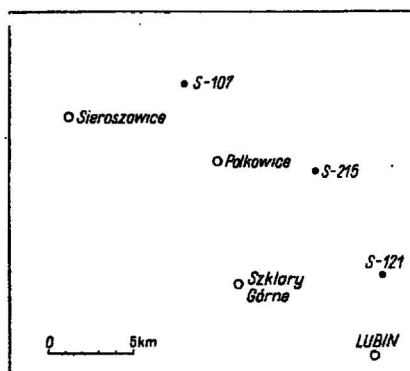 S-107
Sieroszowice
Polkowice
S-215
S-121
Szklary
Górne
0 5km
LUBIN